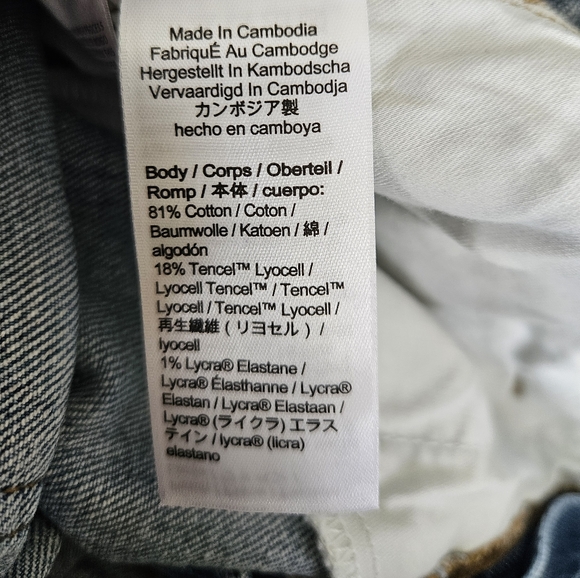 Made In Cambodia
FabriquÉ Au Cambodge
Hergestellt In Kambodscha
Vervaardigd In Cambodja
カンボジア製
hecho en camboya
Body / Corps / Oberteil /
Romp / 本体 / cuerpo:
81% Cotton / Coton /
Baumwolle / Katoen / 綿 /
algodón
18% Tencel™ Lyocell /
Lyocell Tencel™ / Tencel™
Lyocell / Tencel™ Lyocell /
再生繊維 ( リヨセル ) /
lyocell
1% Lycra® Elastane /
Lycra® Élasthanne / Lycra®
Elastan / Lycra® Elastaan /
Lycra® (ライクラ) エラス
テイン / lycra® (licra)
elastano